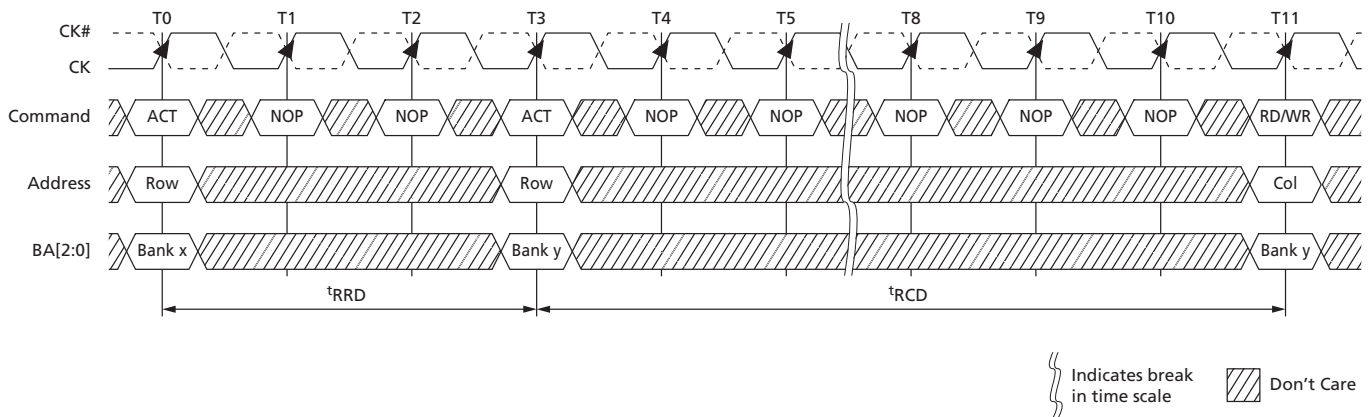 T0 T1 T2 T3 T4 T5 T8 T9 T10 T11
CK#
CK
Command ACT NOP NOP ACT NOP NOP NOP NOP NOP RD/WR
Address Row Row Col
BA[2:0] Bank x Bank y Bank y
tRRD tRCD
Indicates break
in time scale
Don't Care